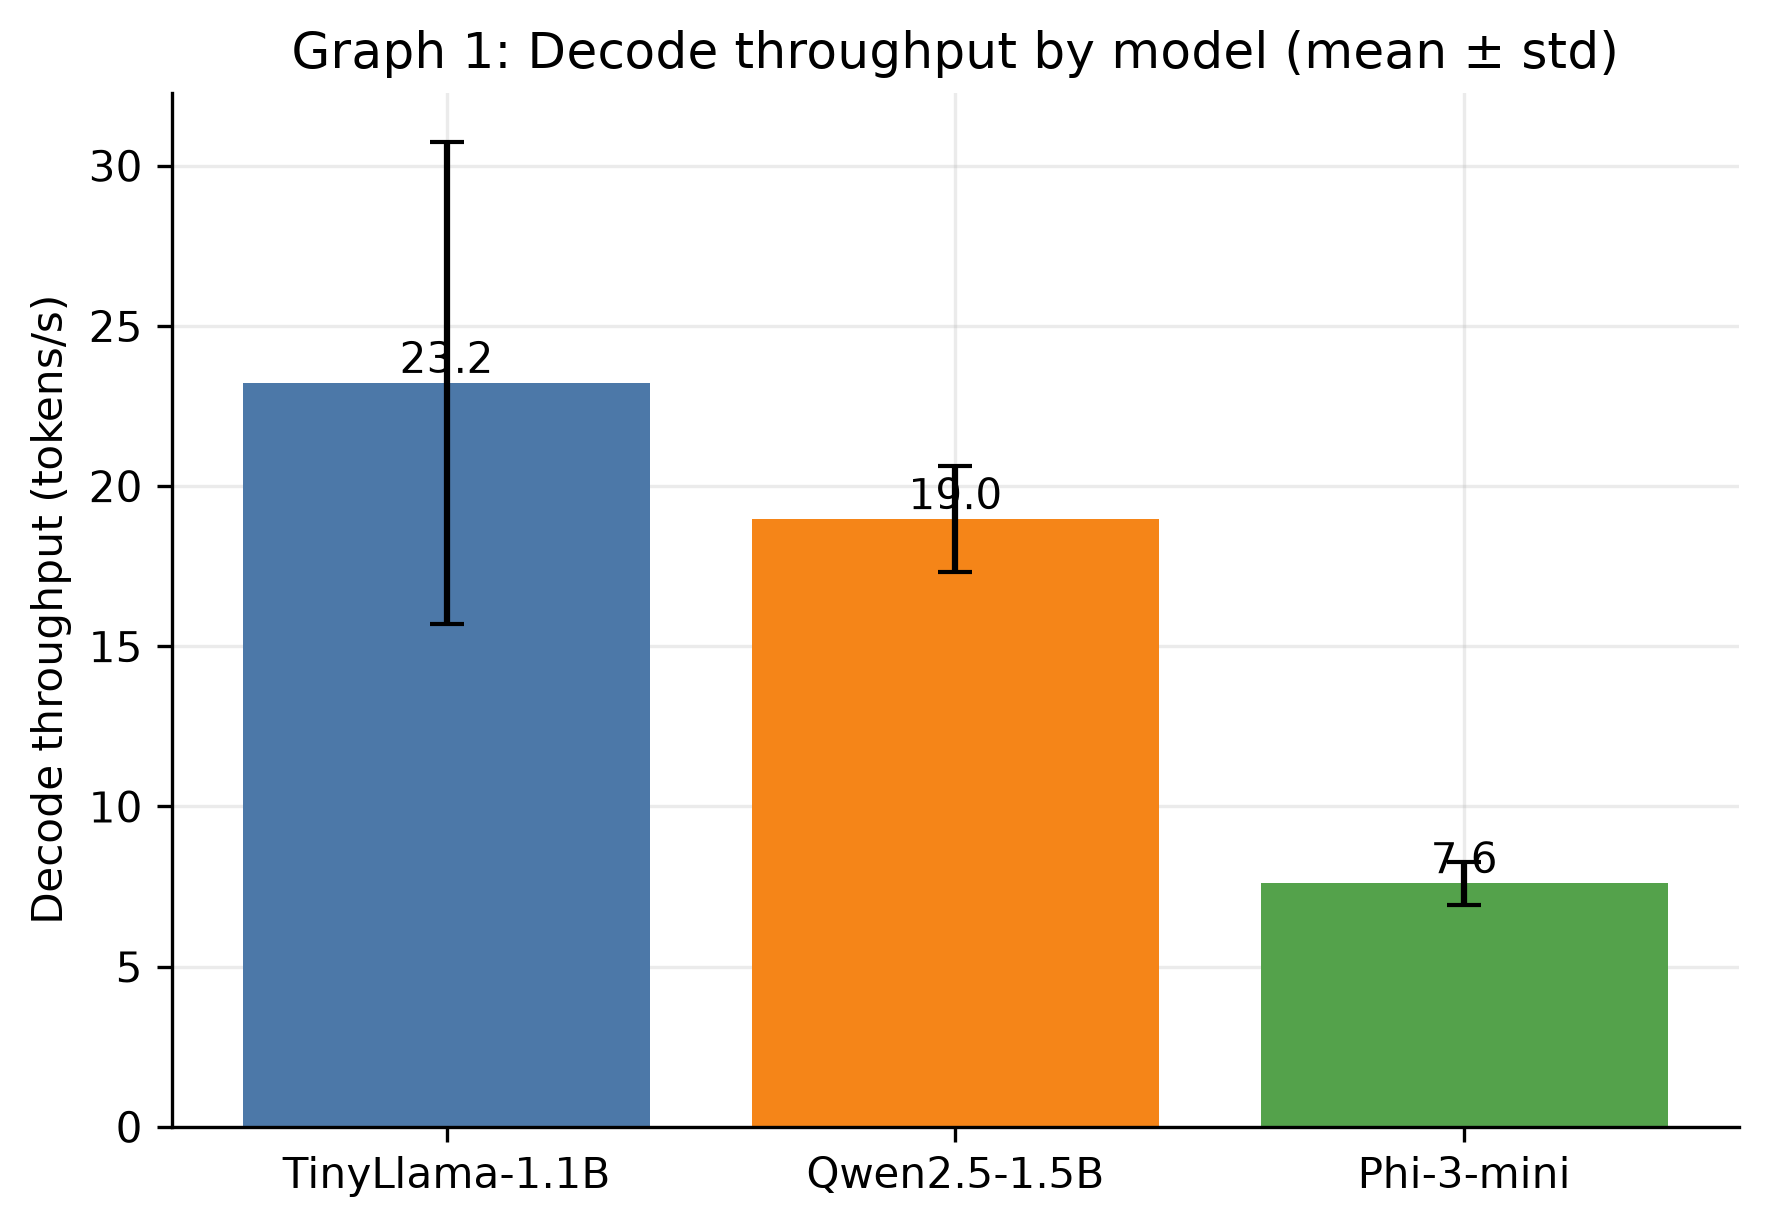 Graph 1: Decode throughput by model (mean ± std)
Decode throughput (tokens/s)
30
25
20
15
10
5
0
23.2
19.0
7.6
TinyLlama-1.1B
Qwen2.5-1.5B
Phi-3-mini